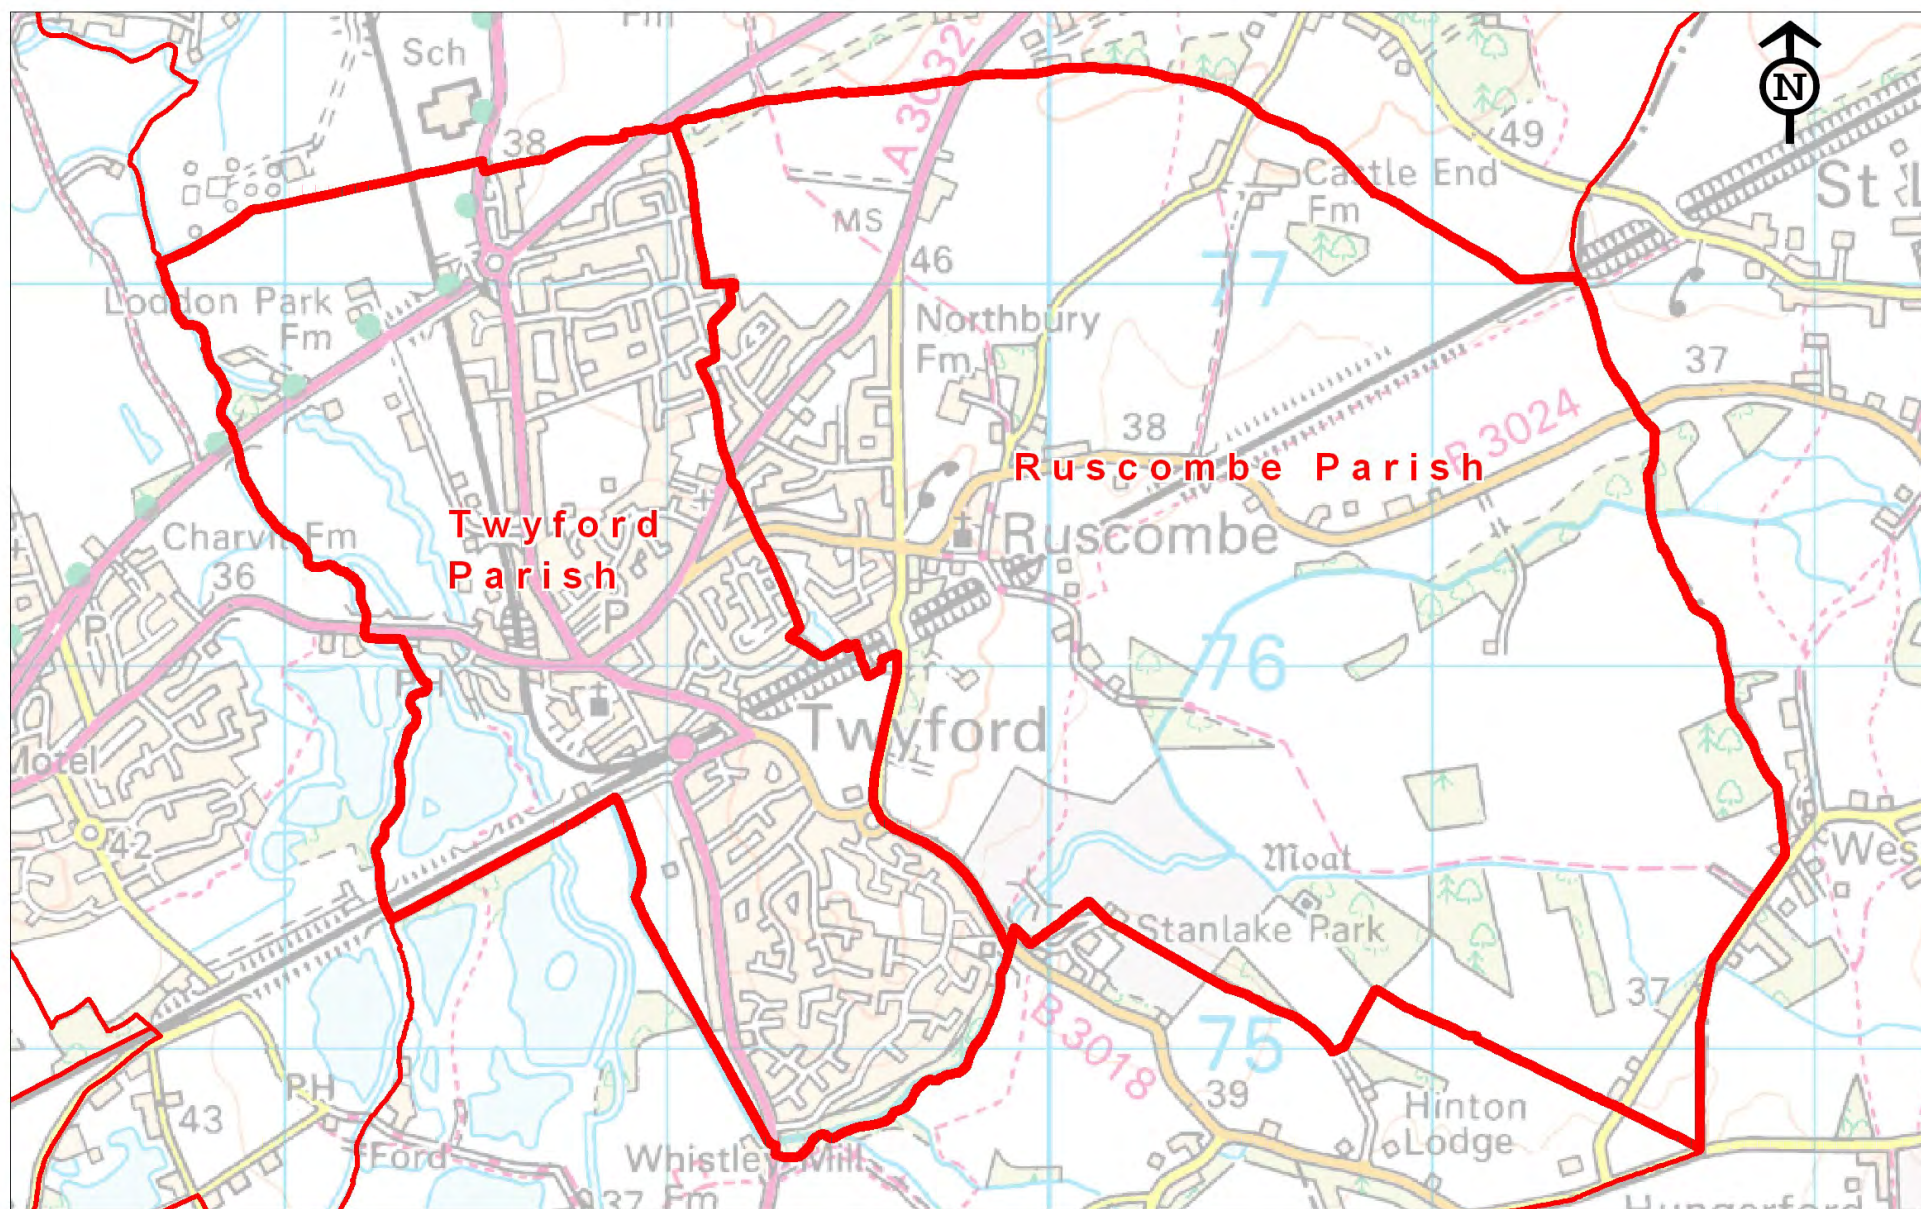 Fm
Sch
A 3032
N
38
49
Castle End
Fm
St L
MS
46
77
Loddon Park
Fm
Northbury
Fm
37
38
B 3024
Ruscombe Parish
Twyford
Parish
Charvil Fm
Ruscombe
36
P
P
76
PH
Twyford
Motel
42
Moat
Wes
Stanlake Park
37
B 3018
75
PH
43
39
Hinton
Lodge
Ford
Whistley Mill
37
Fm
Hungerford